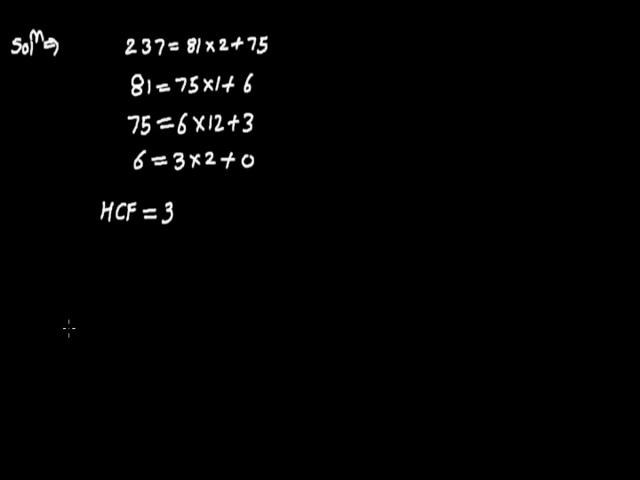 Solⁿ⇒ 237 = 81 × 2 + 75
81 = 75 × 1 + 6
75 = 6 × 12 + 3
6 = 3 × 2 + 0
HCF = 3